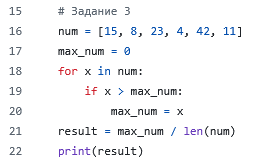 15 # Задание 3
16 num = [15, 8, 23, 4, 42, 11]
17 max_num = 0
18 for x in num:
19     if x > max_num:
20         max_num = x
21 result = max_num / len(num)
22 print(result)